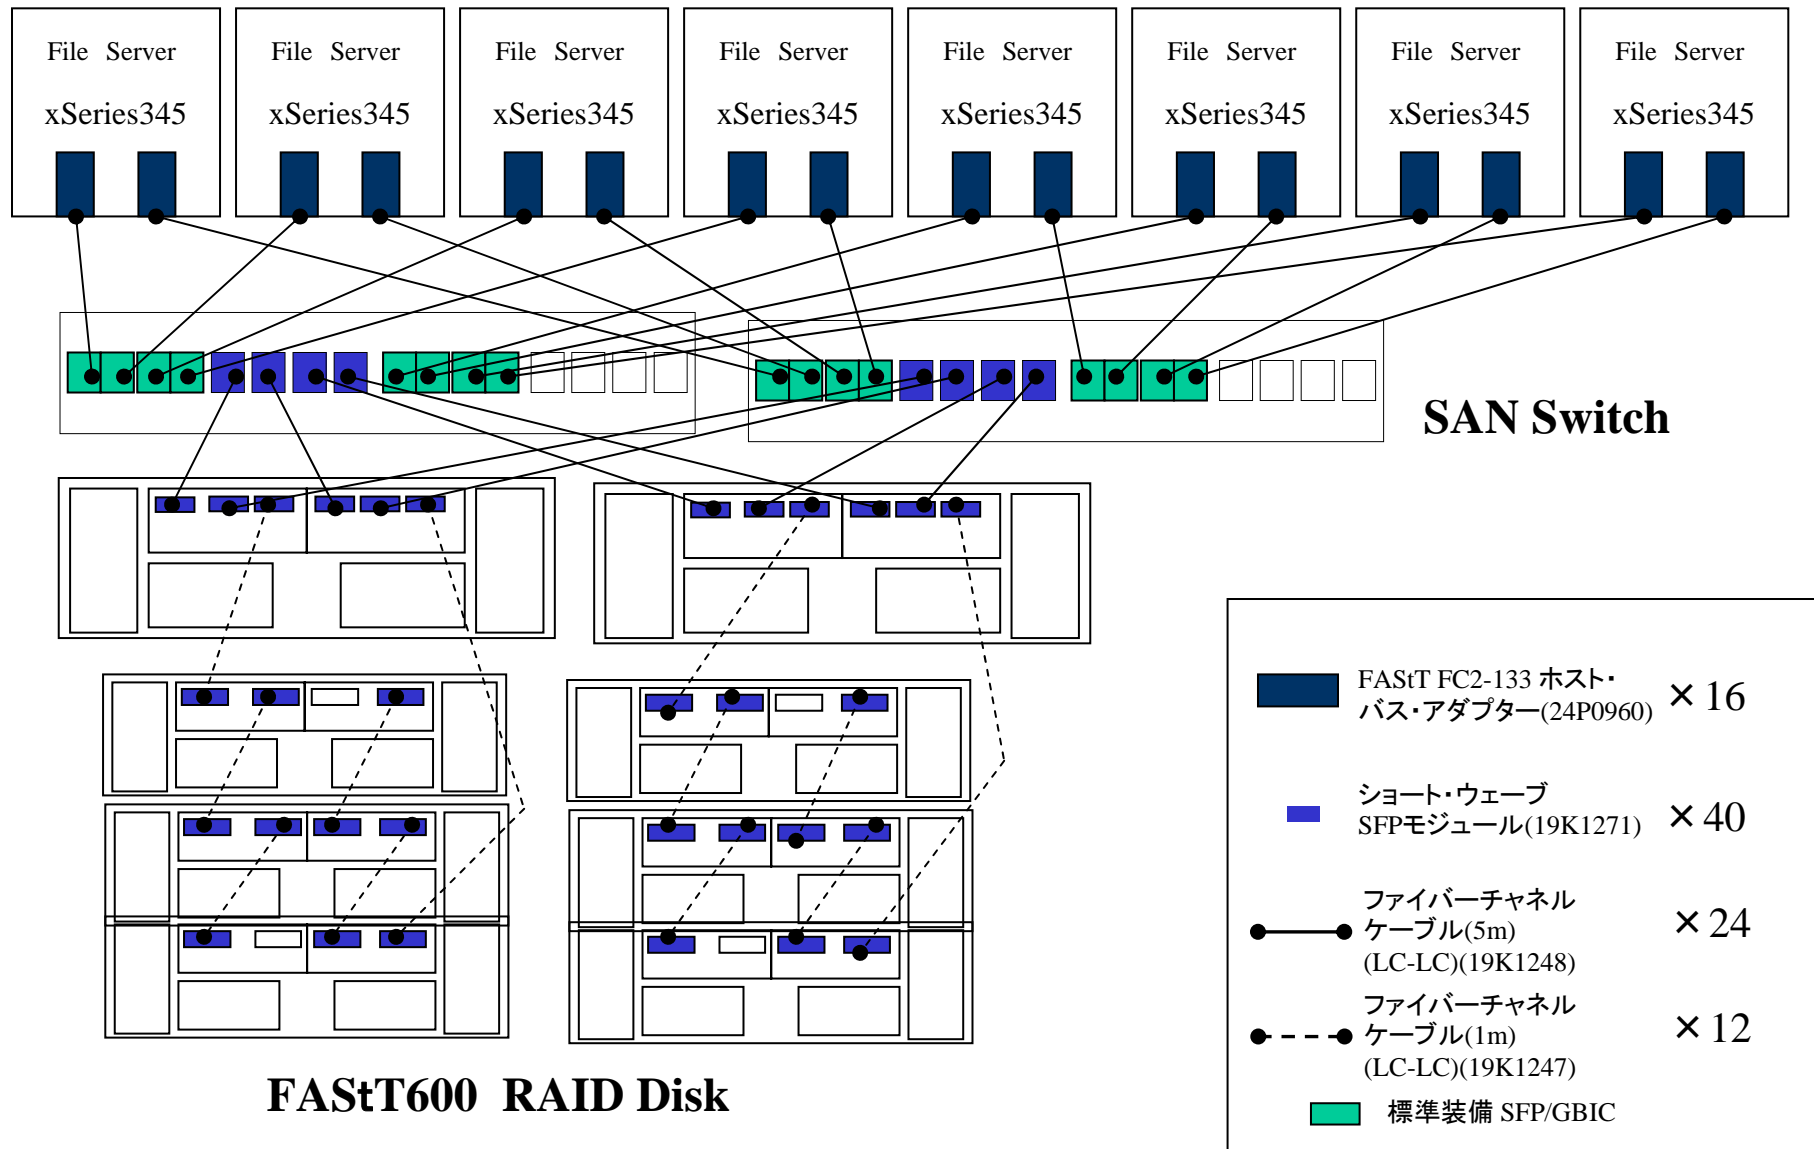 File Server
xSeries345
File Server
xSeries345
File Server
xSeries345
File Server
xSeries345
File Server
xSeries345
File Server
xSeries345
File Server
xSeries345
File Server
xSeries345
SAN Switch
FAStT600 RAID Disk
FAStT FC2-133 ホスト・
バス・アダプター(24P0960)
×16
ショート・ウェーブ
SFPモジュール(19K1271)
×40
ファイバーチャネル
ケーブル(5m)
(LC-LC)(19K1248)
×24
ファイバーチャネル
ケーブル(1m)
(LC-LC)(19K1247)
×12
標準装備 SFP/GBIC